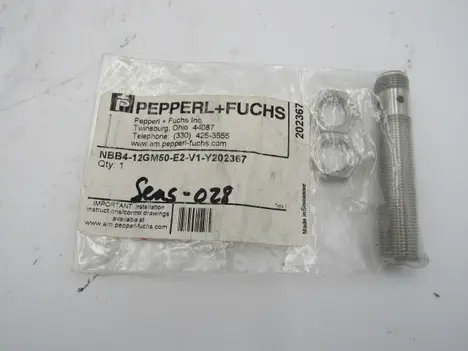 PEPPERL+FUCHS
Pepperl + Fuchs Inc.
Twinsburg, Ohio 44087
Telephone: (330) 425-3555
www.am.pepperl-fuchs.com
NBB4-12GM50-E2-V1-Y202367
Qty: 1
Sens-028
IMPORTANT: Installation
instructions/control drawings
available at
www.am.pepperl-fuchs.com
202367
Made in Singapore